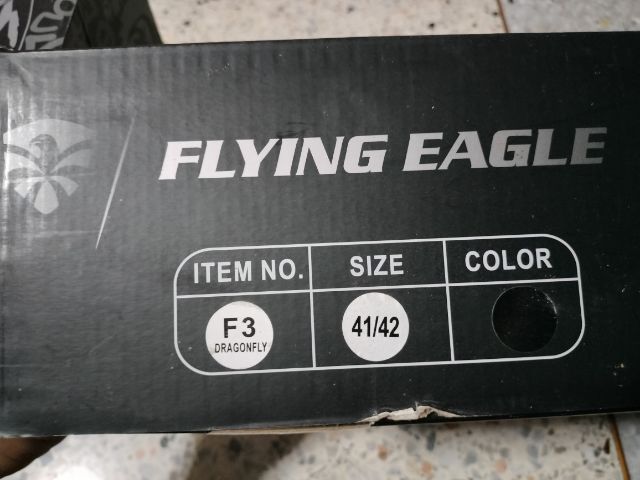 FLYING EAGLE
ITEM NO. SIZE COLOR
F3 41/42
DRAGONFLY